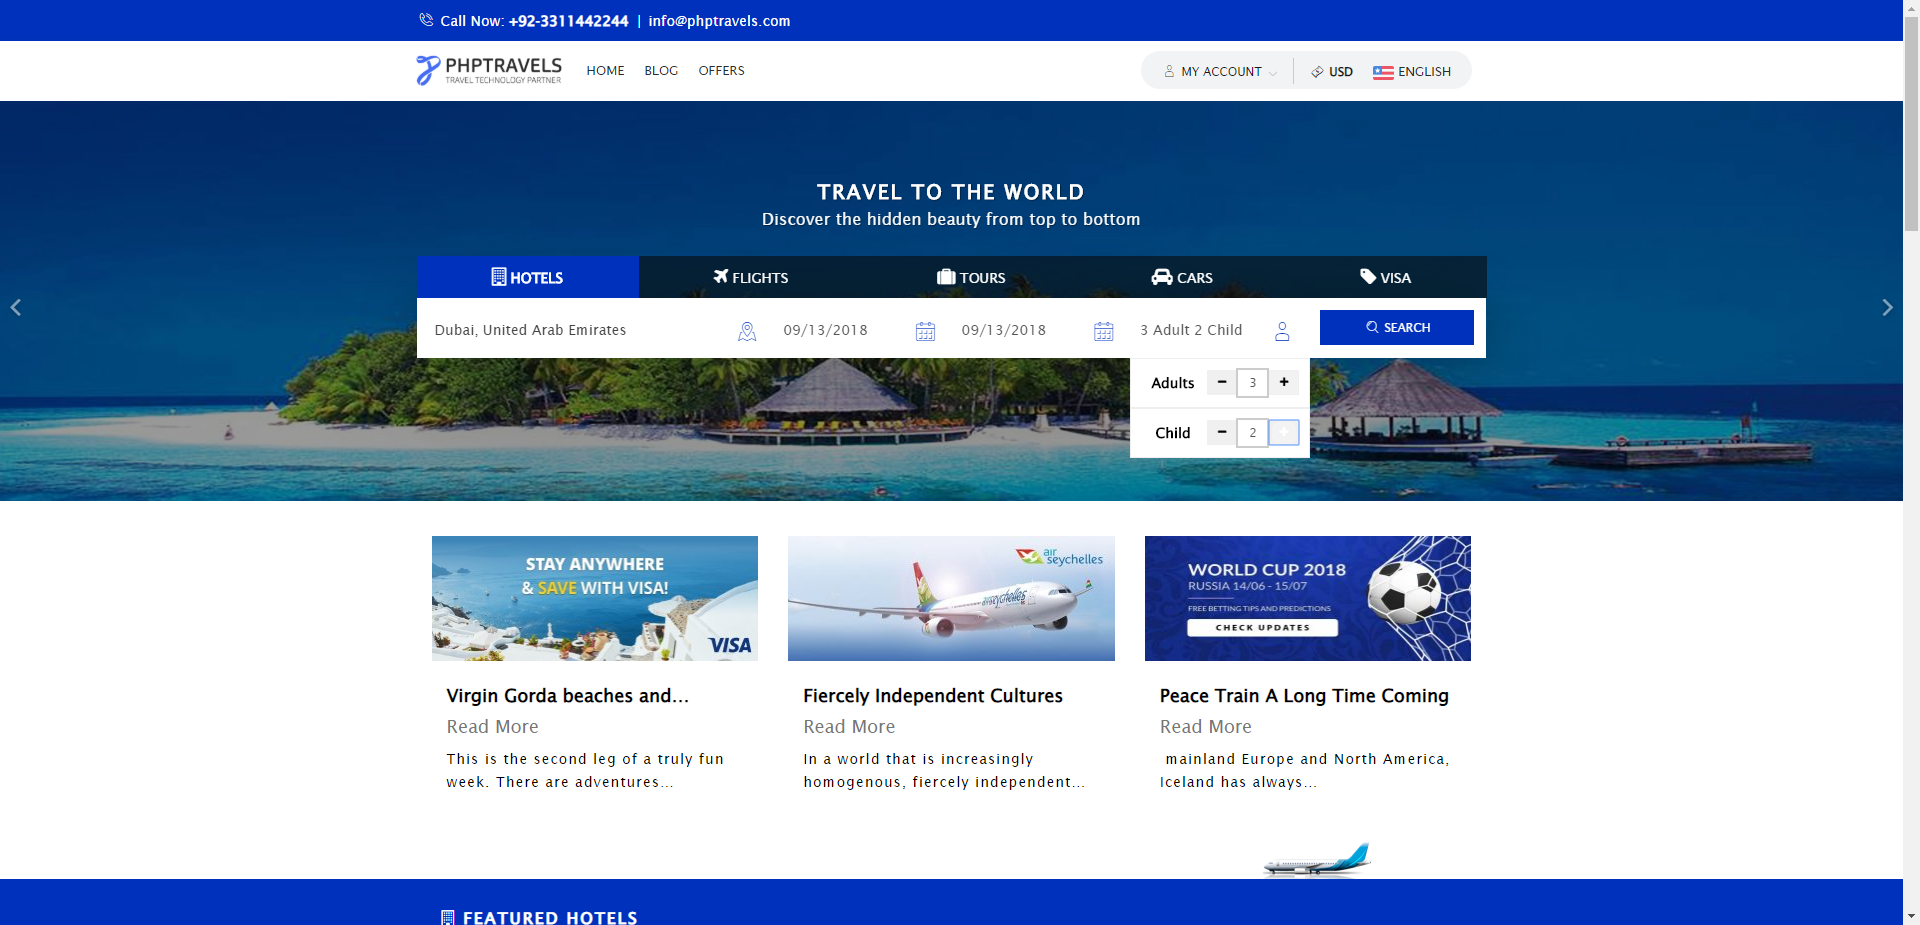 Call Now: +92-3311442244 | info@phptravels.com
PHPTRAVELS
TRAVEL TECHNOLOGY PARTNER
HOME BLOG OFFERS
MY ACCOUNT USD ENGLISH
TRAVEL TO THE WORLD
Discover the hidden beauty from top to bottom
HOTELS FLIGHTS TOURS CARS VISA
Dubai, United Arab Emirates 09/13/2018 09/13/2018 3 Adult 2 Child SEARCH
Adults - 3 +
Child - 2 +
STAY ANYWHERE
& SAVE WITH VISA!
VISA
air
seychelles
air seychelles
WORLD CUP 2018
RUSSIA 14/06 - 15/07
FREE BETTING TIPS AND PREDICTIONS
CHECK UPDATES
Virgin Gorda beaches and...
Read More
This is the second leg of a truly fun
week. There are adventures...
Fiercely Independent Cultures
Read More
In a world that is increasingly
homogenous, fiercely independent...
Peace Train A Long Time Coming
Read More
mainland Europe and North America,
Iceland has always...
FEATURED HOTELS